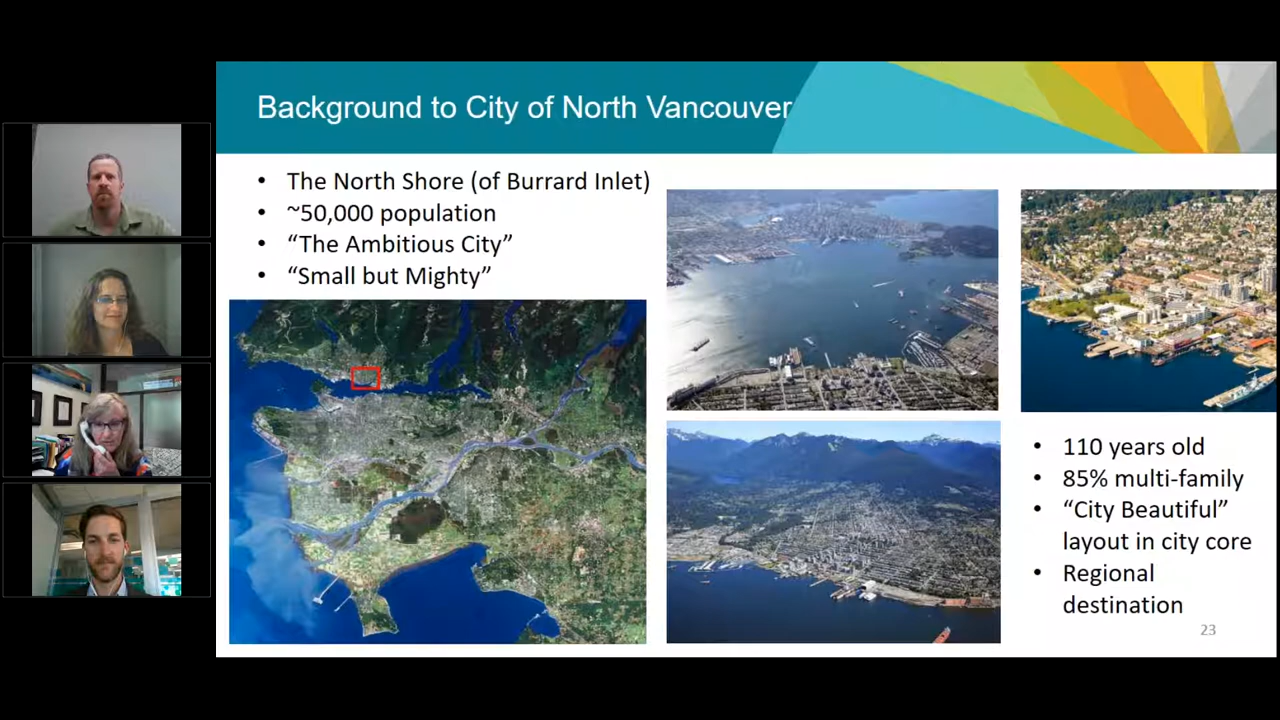 Background to City of North Vancouver
• The North Shore (of Burrard Inlet)
• ~50,000 population
• “The Ambitious City”
• “Small but Mighty”
• 110 years old
• 85% multi-family
• “City Beautiful”
layout in city core
• Regional
destination
23